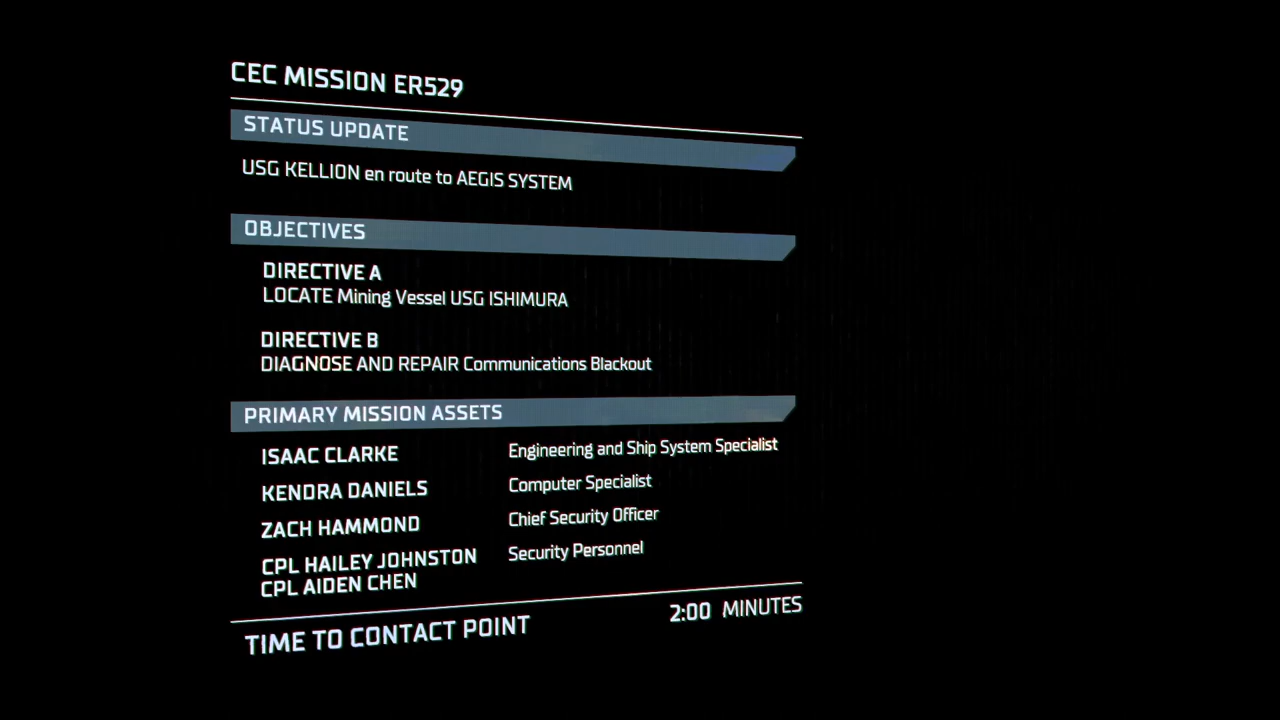 CEC MISSION ER529
STATUS UPDATE
USG KELLION en route to AEGIS SYSTEM
OBJECTIVES
DIRECTIVE A
LOCATE Mining Vessel USG ISHIMURA
DIRECTIVE B
DIAGNOSE AND REPAIR Communications Blackout
PRIMARY MISSION ASSETS
ISAAC CLARKE Engineering and Ship System Specialist
KENDRA DANIELS Computer Specialist
ZACH HAMMOND Chief Security Officer
CPL HAILEY JOHNSTON Security Personnel
CPL AIDEN CHEN
TIME TO CONTACT POINT 2:00 MINUTES